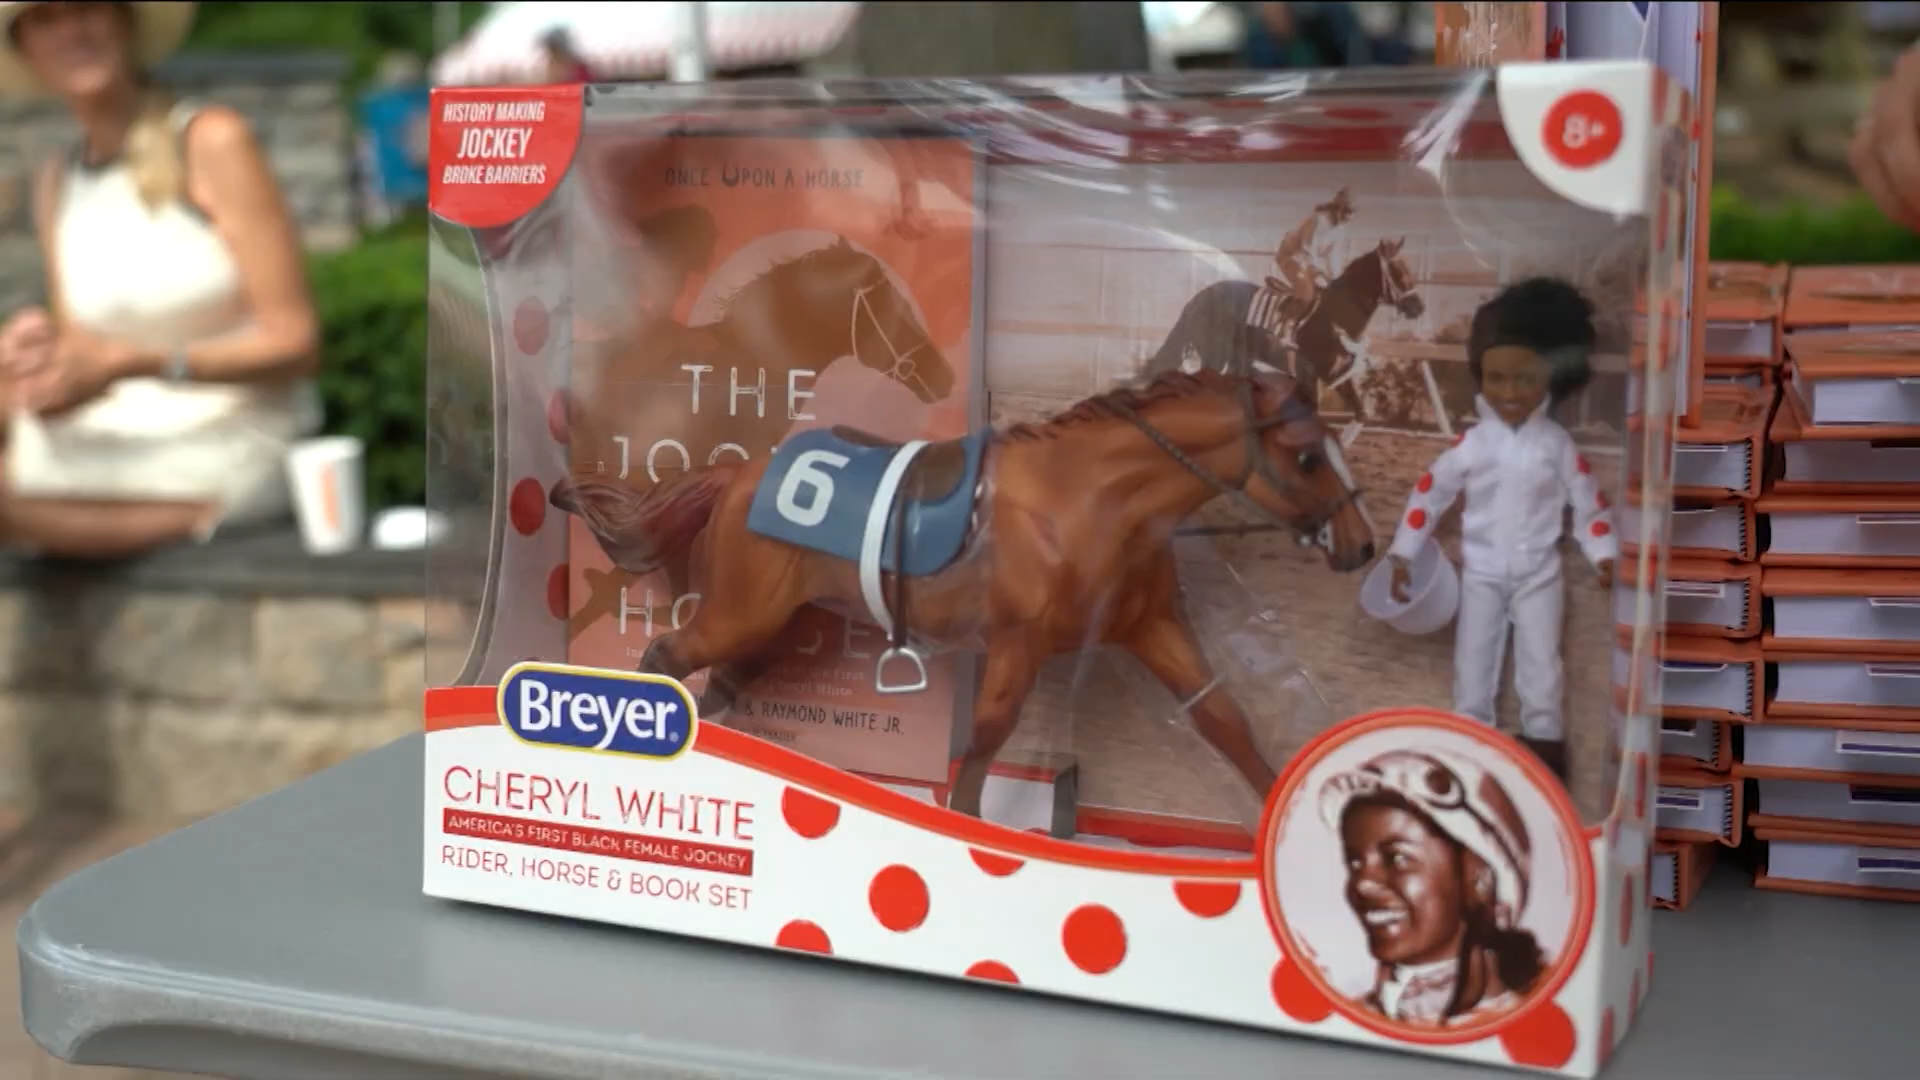 HISTORY MAKING
JOCKEY
BROKE BARRIERS
8+
ONCE UPON A HORSE
THE
& RAYMOND WHITE JR.
6
Breyer®
CHERYL WHITE
AMERICA'S FIRST BLACK FEMALE JOCKEY
RIDER, HORSE & BOOK SET